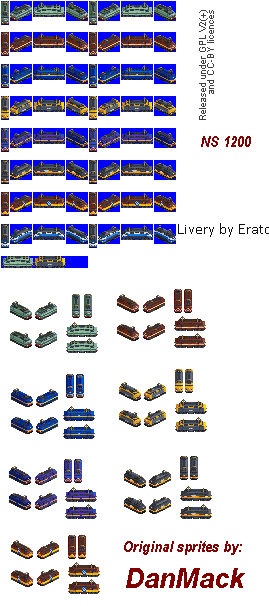 Released under GPL V2(+)
and CC-BY licences
NS 1200
Livery by Erato
Original sprites by:
DanMack